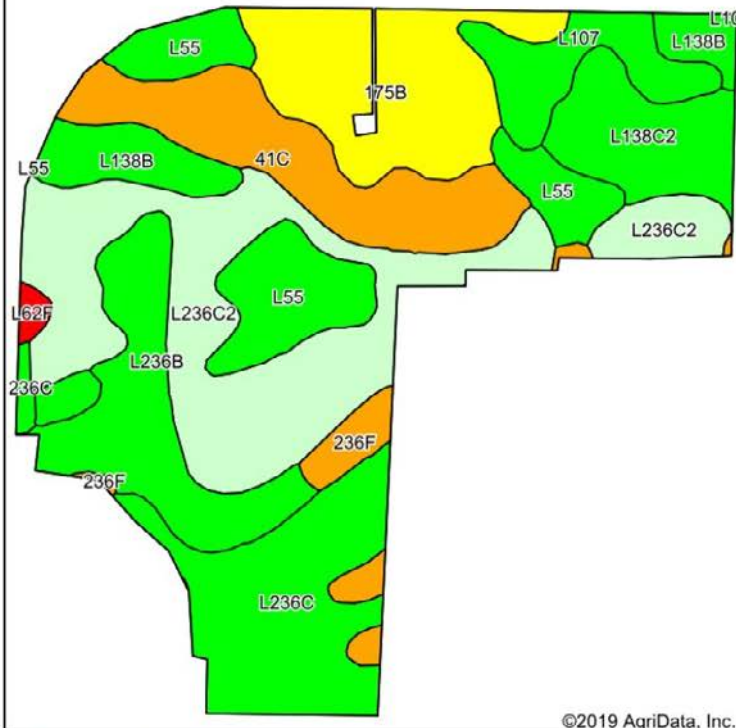 L55
L107
L138B
175B
L138C2
L138B
41C
L55
L55
L236C2
L55
L62F
L236C2
L236B
236C
236F
236F
L236C
©2019 AgriData, Inc.